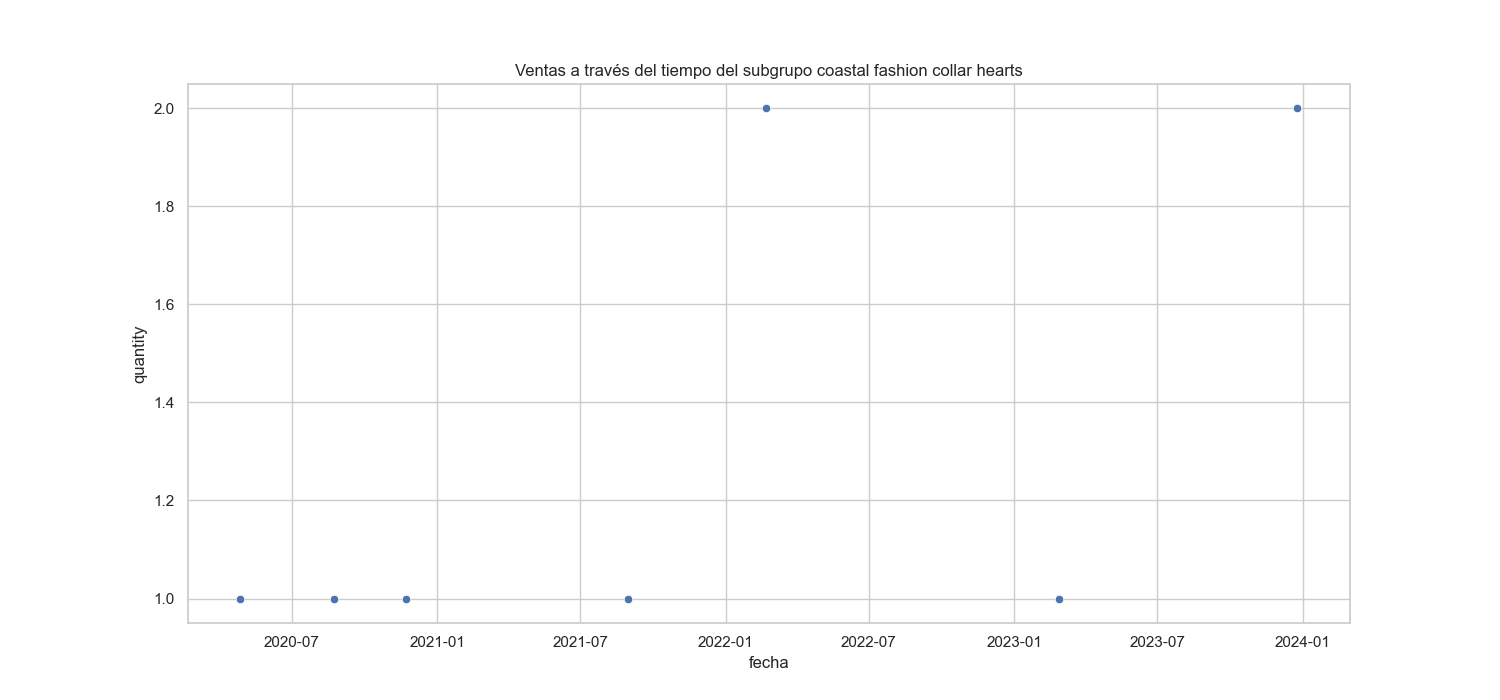 Ventas a través del tiempo del subgrupo coastal fashion collar hearts
2.0
1.8
1.6
1.4
1.2
1.0
quantity
2020-07 2021-01 2021-07 2022-01 2022-07 2023-01 2023-07 2024-01
fecha